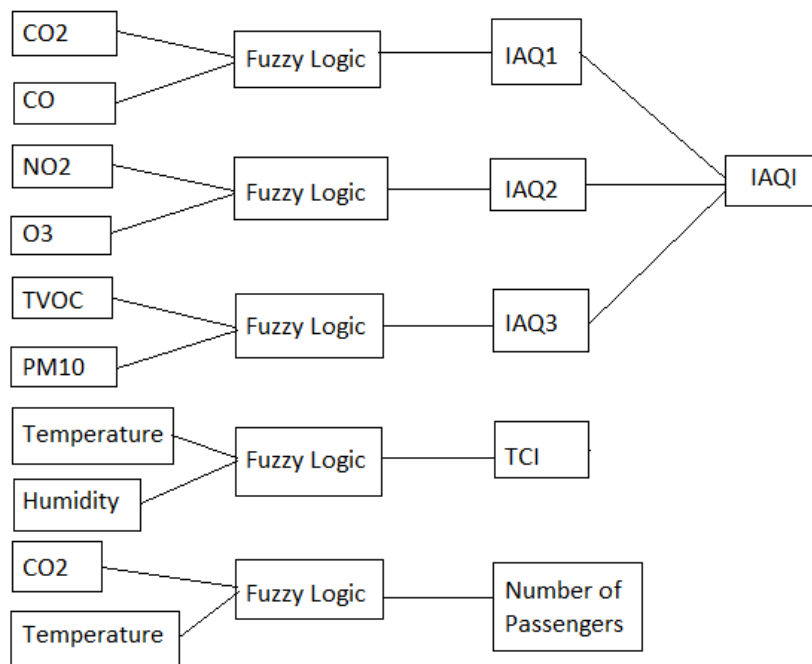 CO2
CO
Fuzzy Logic
IAQ1
NO2
O3
Fuzzy Logic
IAQ2
IAQI
TVOC
PM10
Fuzzy Logic
IAQ3
Temperature
Humidity
Fuzzy Logic
TCI
CO2
Temperature
Fuzzy Logic
Number of
Passengers